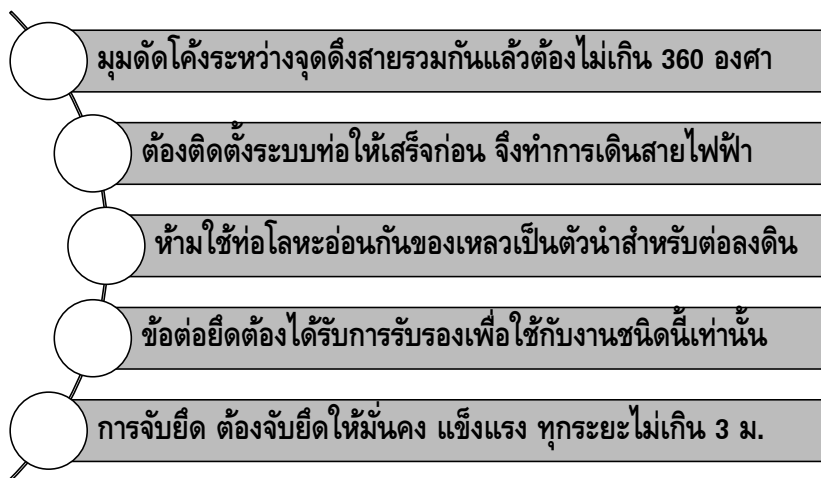 มุมดัดโค้งระหว่างจุดดึงสายรวมกันแล้วต้องไม่เกิน 360 องศา
ต้องติดตั้งระบบท่อให้เสร็จก่อน จึงทำการเดินสายไฟฟ้า
ห้ามใช้ท่อโลหะอ่อนกันของเหลวเป็นตัวนำสำหรับต่อลงดิน
ข้อต่อยึดต้องได้รับการรับรองเพื่อใช้กับงานชนิดนี้เท่านั้น
การจับยึด ต้องจับยึดให้มั่นคง แข็งแรง ทุกระยะไม่เกิน 3 ม.